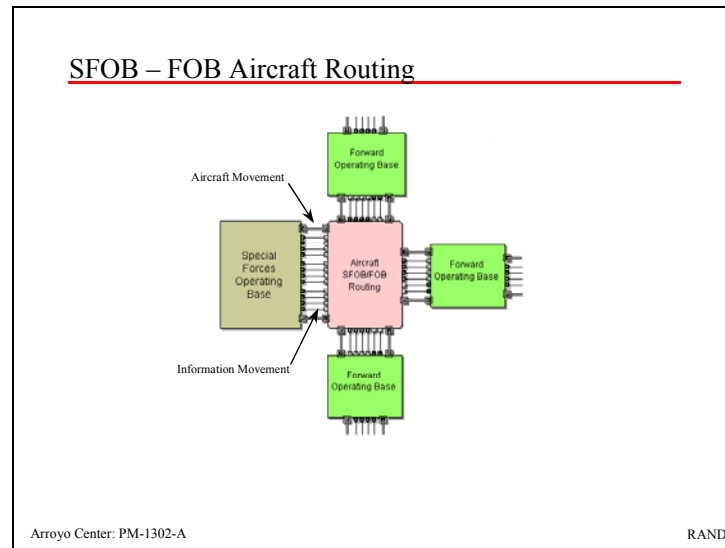 SFOB – FOB Aircraft Routing
Forward
Operating Base
Aircraft Movement
Special
Forces
Operating
Base
Aircraft
SFOB/FOB
Routing
Forward
Operating Base
Information Movement
Forward
Operating Base
Arroyo Center: PM-1302-A
RAND